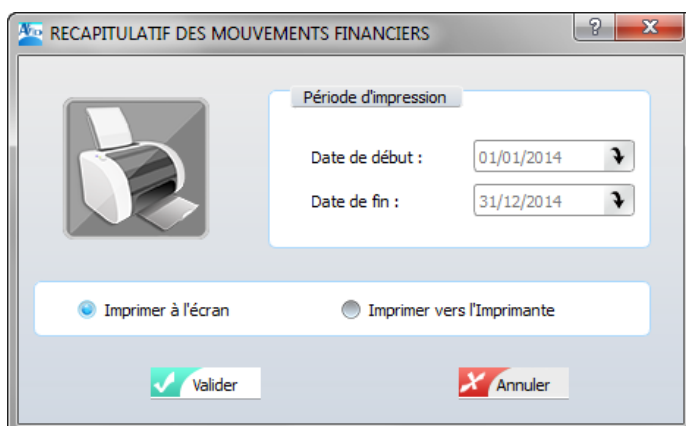 RECAPITULATIF DES MOUVEMENTS FINANCIERS
Période d'impression
Date de début : 01/01/2014
Date de fin : 31/12/2014
Imprimer à l'écran Imprimer vers l'Imprimante
Valider Annuler